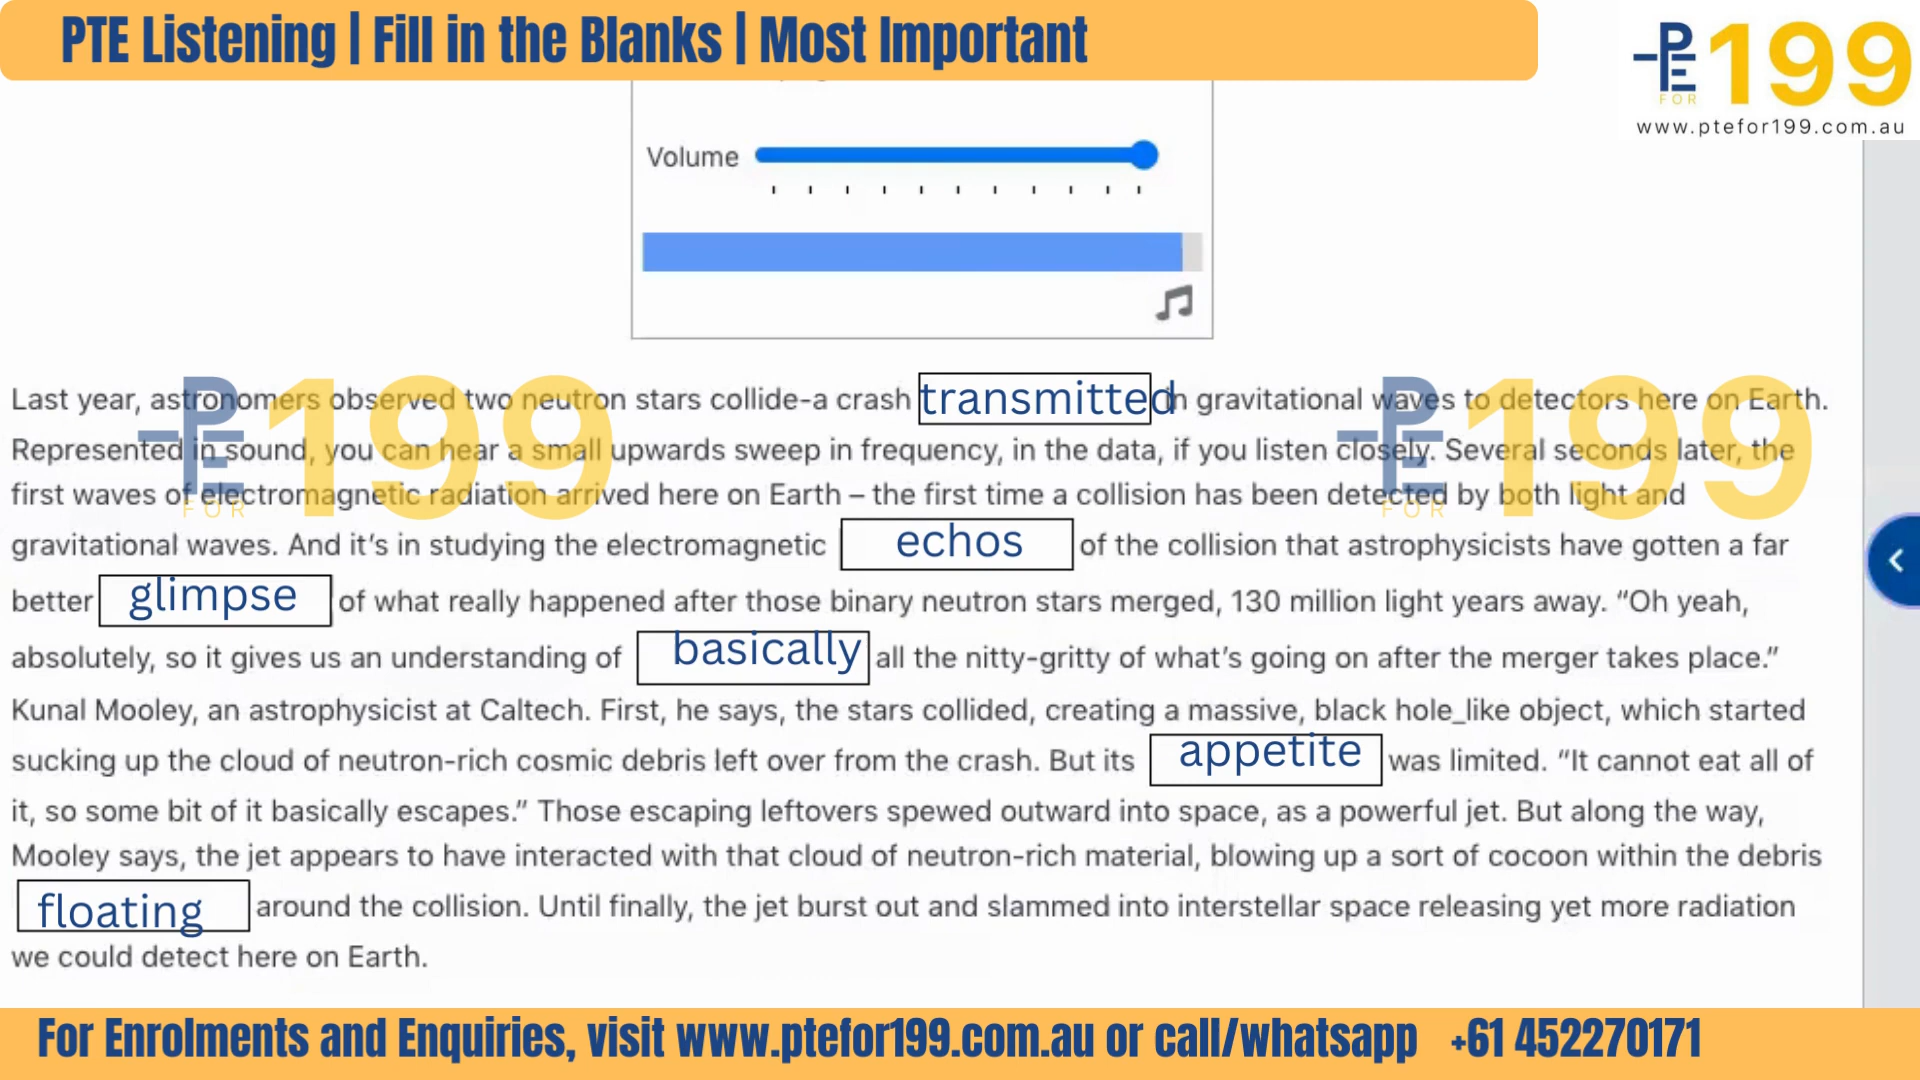 PTE Listening | Fill in the Blanks | Most Important
PE 199
FOR
www.ptefor199.com.au
Volume
Last year, astronomers observed two neutron stars collide-a crash transmitted in gravitational waves to detectors here on Earth.
Represented in sound, you can hear a small upwards sweep in frequency, in the data, if you listen closely. Several seconds later, the
first waves of electromagnetic radiation arrived here on Earth – the first time a collision has been detected by both light and
gravitational waves. And it’s in studying the electromagnetic echos of the collision that astrophysicists have gotten a far
better glimpse of what really happened after those binary neutron stars merged, 130 million light years away. “Oh yeah,
absolutely, so it gives us an understanding of basically all the nitty-gritty of what’s going on after the merger takes place.”
Kunal Mooley, an astrophysicist at Caltech. First, he says, the stars collided, creating a massive, black hole_like object, which started
sucking up the cloud of neutron-rich cosmic debris left over from the crash. But its appetite was limited. “It cannot eat all of
it, so some bit of it basically escapes.” Those escaping leftovers spewed outward into space, as a powerful jet. But along the way,
Mooley says, the jet appears to have interacted with that cloud of neutron-rich material, blowing up a sort of cocoon within the debris
floating around the collision. Until finally, the jet burst out and slammed into interstellar space releasing yet more radiation
we could detect here on Earth.
PE 199
FOR
PE 199
FOR
For Enrolments and Enquiries, visit www.ptefor199.com.au or call/whatsapp +61 452270171